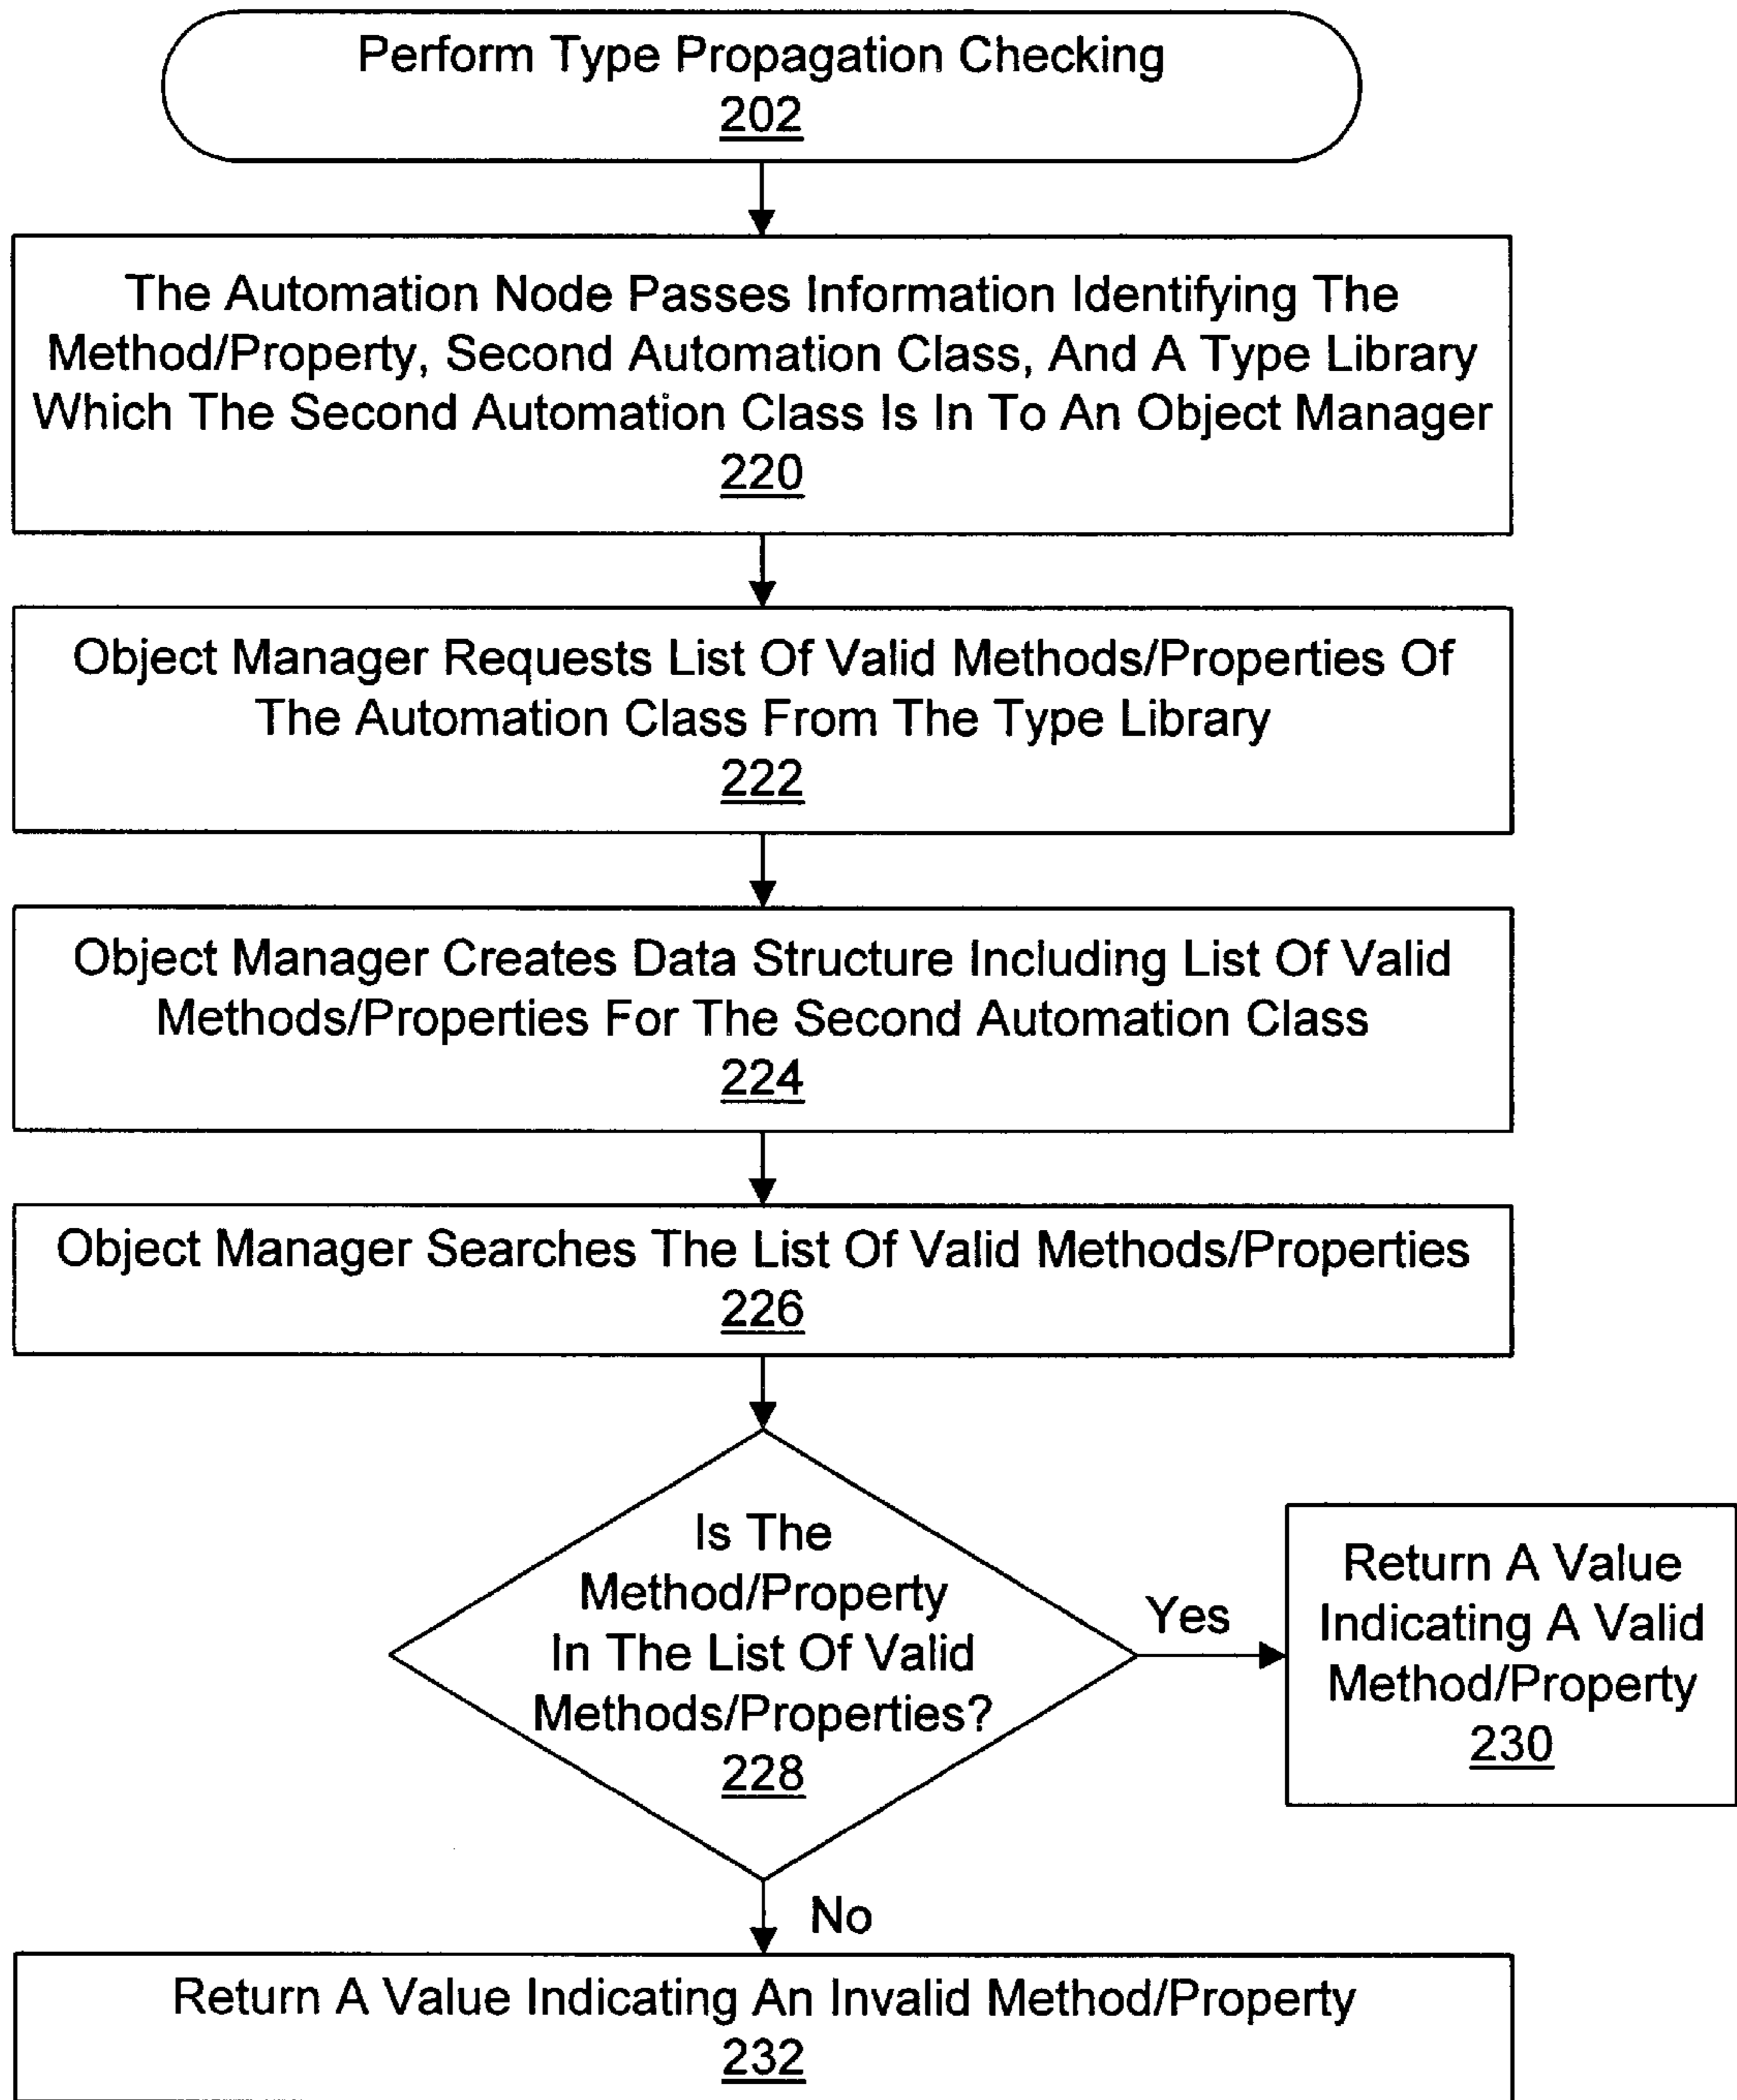 Perform Type Propagation Checking
202
The Automation Node Passes Information Identifying The
Method/Property, Second Automation Class, And A Type Library
Which The Second Automation Class Is In To An Object Manager
220
Object Manager Requests List Of Valid Methods/Properties Of
The Automation Class From The Type Library
222
Object Manager Creates Data Structure Including List Of Valid
Methods/Properties For The Second Automation Class
224
Object Manager Searches The List Of Valid Methods/Properties
226
Is The
Method/Property
In The List Of Valid
Methods/Properties?
228
Yes
Return A Value
Indicating A Valid
Method/Property
230
No
Return A Value Indicating An Invalid Method/Property
232